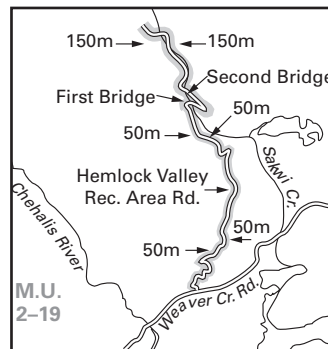 150m
150m
Second Bridge
First Bridge
50m
50m
Hemlock Valley
Rec. Area Rd.
Sakwi Cr.
Chehalis River
50m
50m
M.U.
2–19
Weaver Cr. Rd.